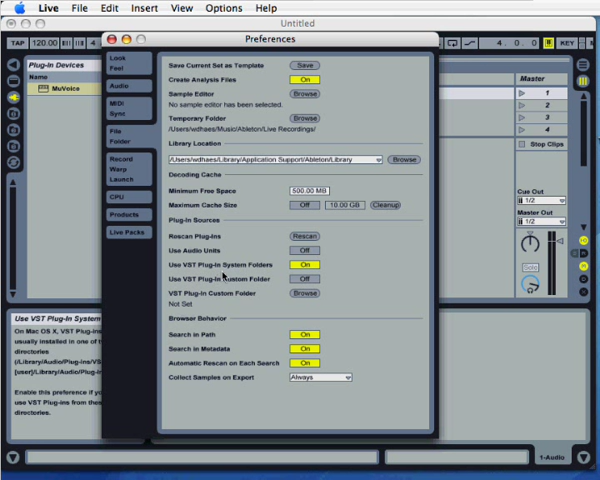 Live File Edit Insert View Options Help
Untitled
TAP 120.00 4. 0. 0 KEY
Preferences
Plug-In Devices
Name
MuVoice
Look
Feel
Audio
MIDI
Sync
File
Folder
Record
Warp
Launch
CPU
Products
Live Packs
Save Current Set as Template Save
Create Analysis Files On
Sample Editor Browse
No sample editor has been selected.
Temporary Folder Browse
/Users/wdhaes/Music/Ableton/Live Recordings/
Library Location
/Users/wdhaes/Library/Application Support/Ableton/Library Browse
Decoding Cache
Minimum Free Space 500.00 MB
Maximum Cache Size Off 10.00 GB Cleanup
Plug-In Sources
Rescan Plug-Ins Rescan
Use Audio Units Off
Use VST Plug-In System Folders On
Use VST Plug-In Custom Folder Off
VST Plug-In Custom Folder Browse
Not Set
Browser Behavior
Search in Path On
Search in Metadata On
Automatic Rescan on Each Search On
Collect Samples on Export Always
Master
1
2
3
4
Stop Clips
Cue Out
1/2
Master Out
1/2
Solo
Use VST Plug-In System
On Mac OS X, VST Plug-ins
usually installed in one of
directories
(/Library/Audio/Plug-Ins/
[user]/Library/Audio/Plug-
Enable this preference if
use VST Plug-ins from
directories.
1-Audio